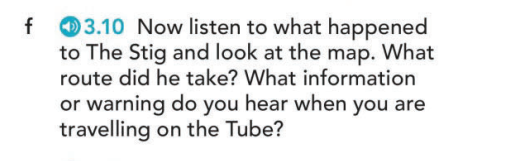 f 3.10 Now listen to what happened
to The Stig and look at the map. What
route did he take? What information
or warning do you hear when you are
travelling on the Tube?